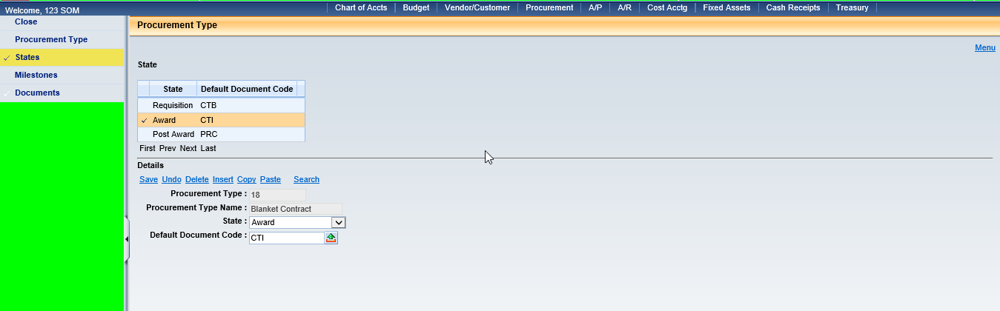 Welcome, 123 SOM
Chart of Accts Budget Vendor/Customer Procurement A/P A/R Cost Acctg Fixed Assets Cash Receipts Treasury
Close
Procurement Type
States
Milestones
Documents
Procurement Type
Menu
State
State Default Document Code
Requisition CTB
Award CTI
Post Award PRC
First Prev Next Last
Details
Save Undo Delete Insert Copy Paste Search
Procurement Type : 18
Procurement Type Name : Blanket Contract
State : Award
Default Document Code : CTI